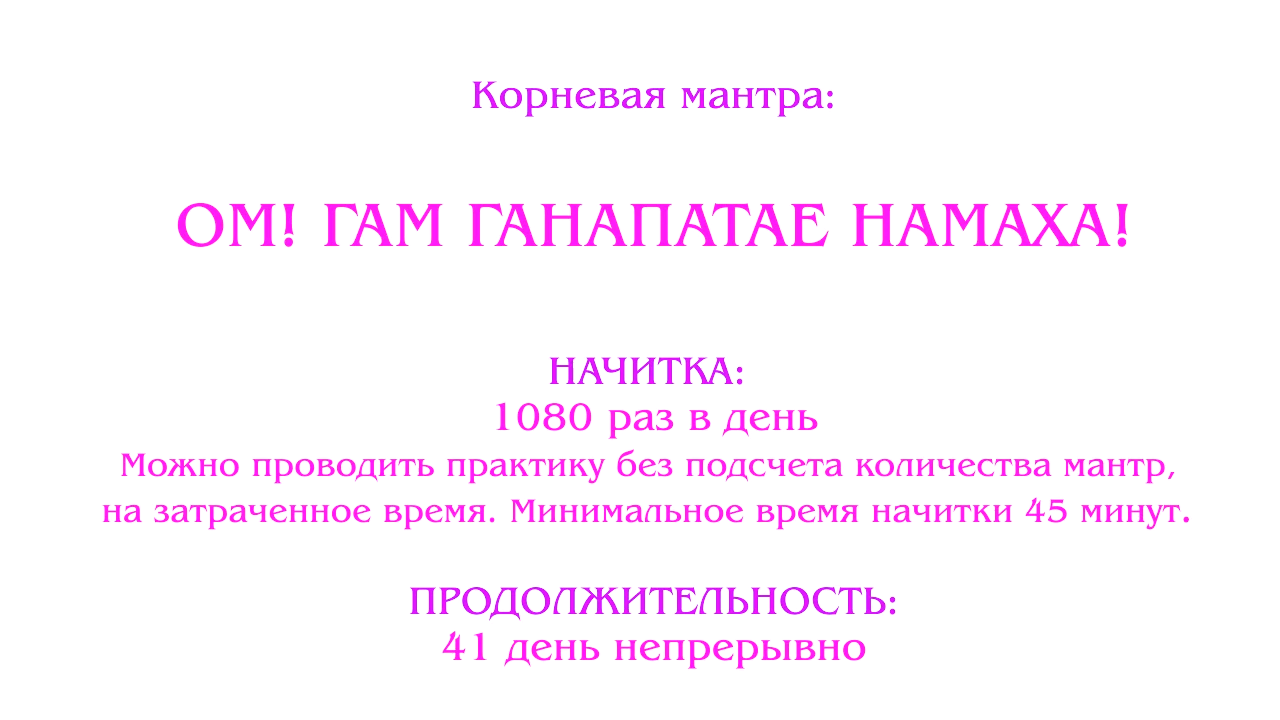 Корневая мантра:
ОМ! ГАМ ГАНАПАТАЕ НАМАХА!
НАЧИТКА:
1080 раз в день
Можно проводить практику без подсчета количества мантр,
на затраченное время. Минимальное время начитки 45 минут.
ПРОДОЛЖИТЕЛЬНОСТЬ:
41 день непрерывно